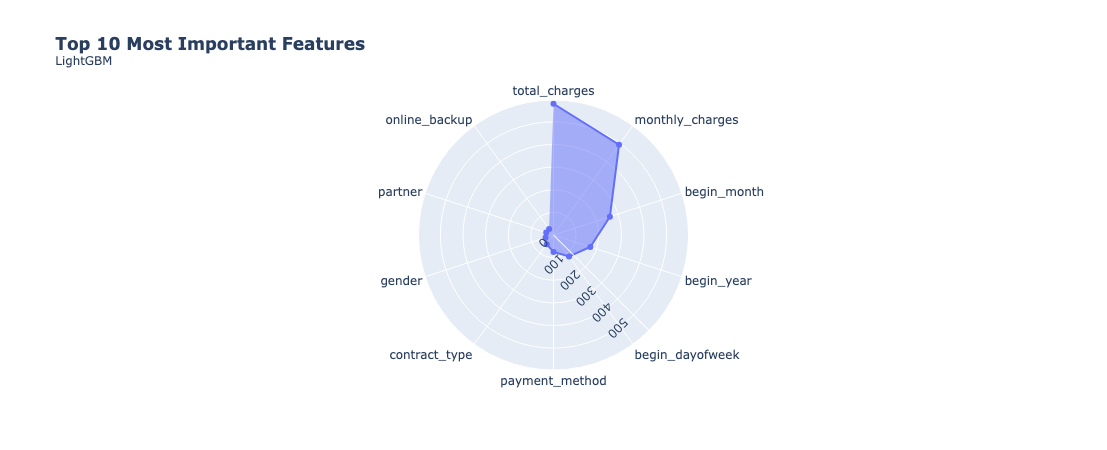 Top 10 Most Important Features
LightGBM
total_charges
online_backup
monthly_charges
partner
begin_month
0
100
200
300
400
500
gender
begin_year
contract_type
begin_dayofweek
payment_method